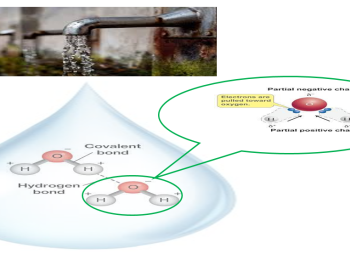 Partial negative cha
δ⁻
Electrons are
pulled toward
oxygen.
O
H
H
δ⁺
δ⁺
Partial positive cha
Covalent
bond
+
O
−
+
H
H
Hydrogen
bond
+
O
−
+
H
H